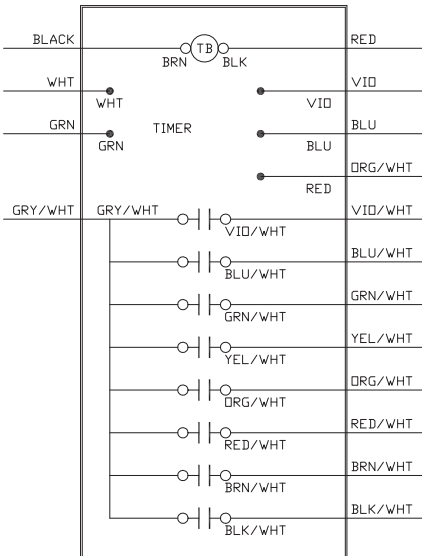 BLACK TB RED
BRN BLK
WHT VIO
WHT VIO
GRN TIMER BLU
GRN BLU
ORG/WHT
RED
GRY/WHT GRY/WHT VIO/WHT
VIO/WHT
BLU/WHT
BLU/WHT
GRN/WHT
GRN/WHT
YEL/WHT
YEL/WHT
ORG/WHT
ORG/WHT
RED/WHT
RED/WHT
BRN/WHT
BRN/WHT
BLK/WHT
BLK/WHT